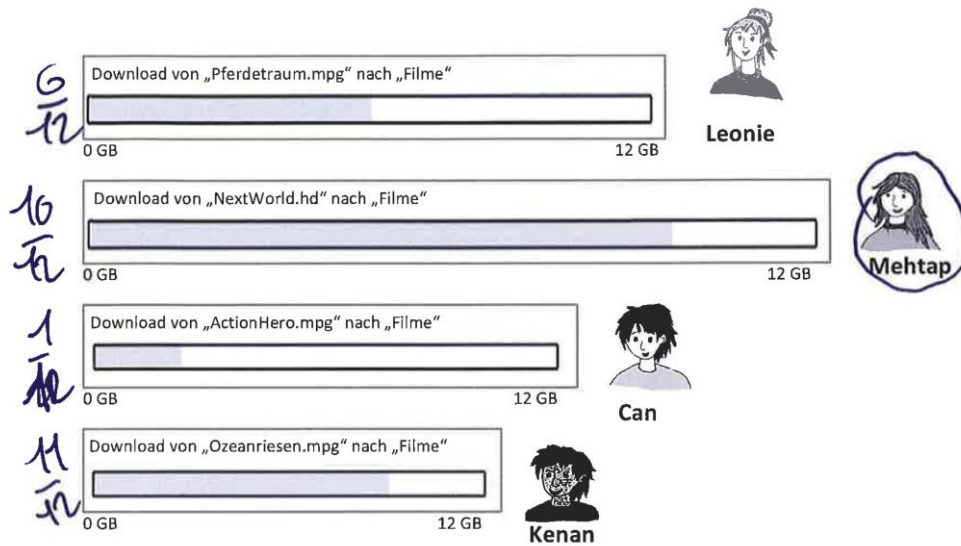 6/12
Download von „Pferdetraum.mpg" nach „Filme"
0 GB 12 GB
Leonie
10/12
Download von „NextWorld.hd" nach „Filme"
0 GB 12 GB
Mehtap
1/12
Download von „ActionHero.mpg" nach „Filme"
0 GB 12 GB
Can
11/12
Download von „Ozeanriesen.mpg" nach „Filme"
0 GB 12 GB
Kenan